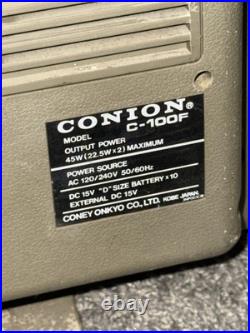 CONION®
MODEL C-100F
OUTPUT POWER
45W (22.5W×2) MAXIMUM
POWER SOURCE
AC 120/240V 50/60Hz
DC 15V "D" SIZE BATTERY×10
EXTERNAL DC 15V
CONEY ONKYO CO., LTD. KOBE JAPAN.